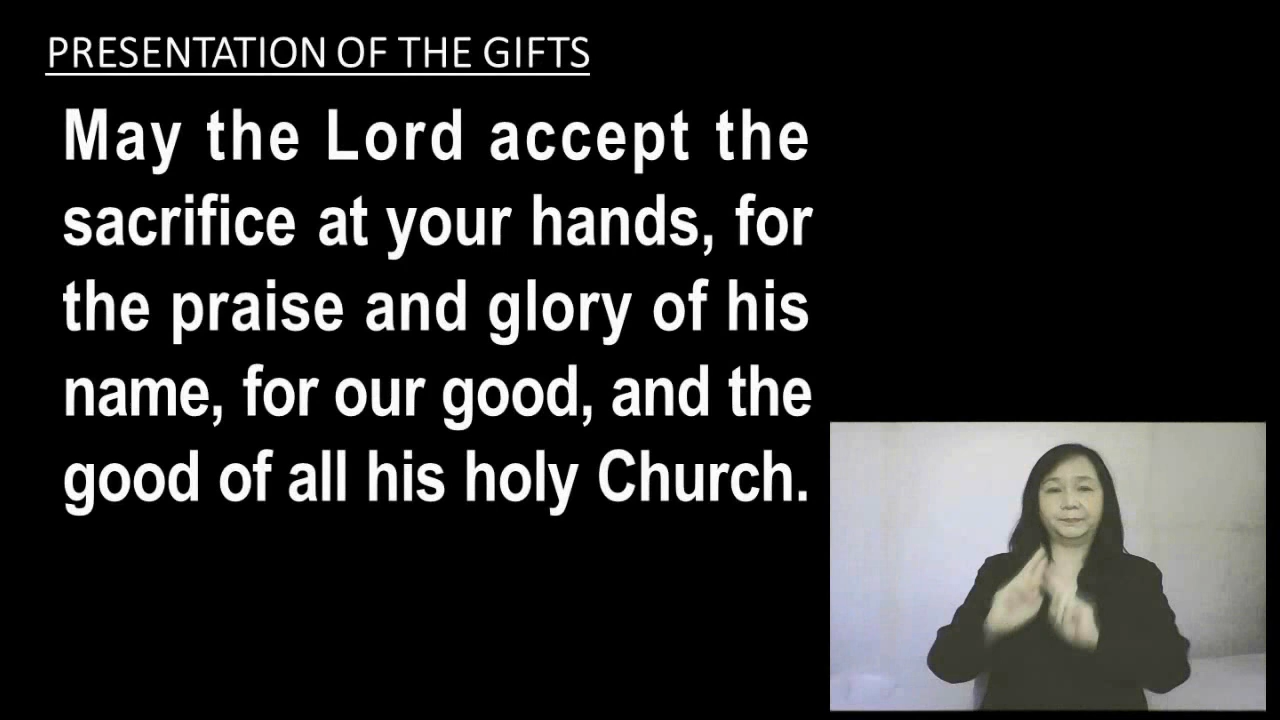 PRESENTATION OF THE GIFTS
May the Lord accept the
sacrifice at your hands, for
the praise and glory of his
name, for our good, and the
good of all his holy Church.